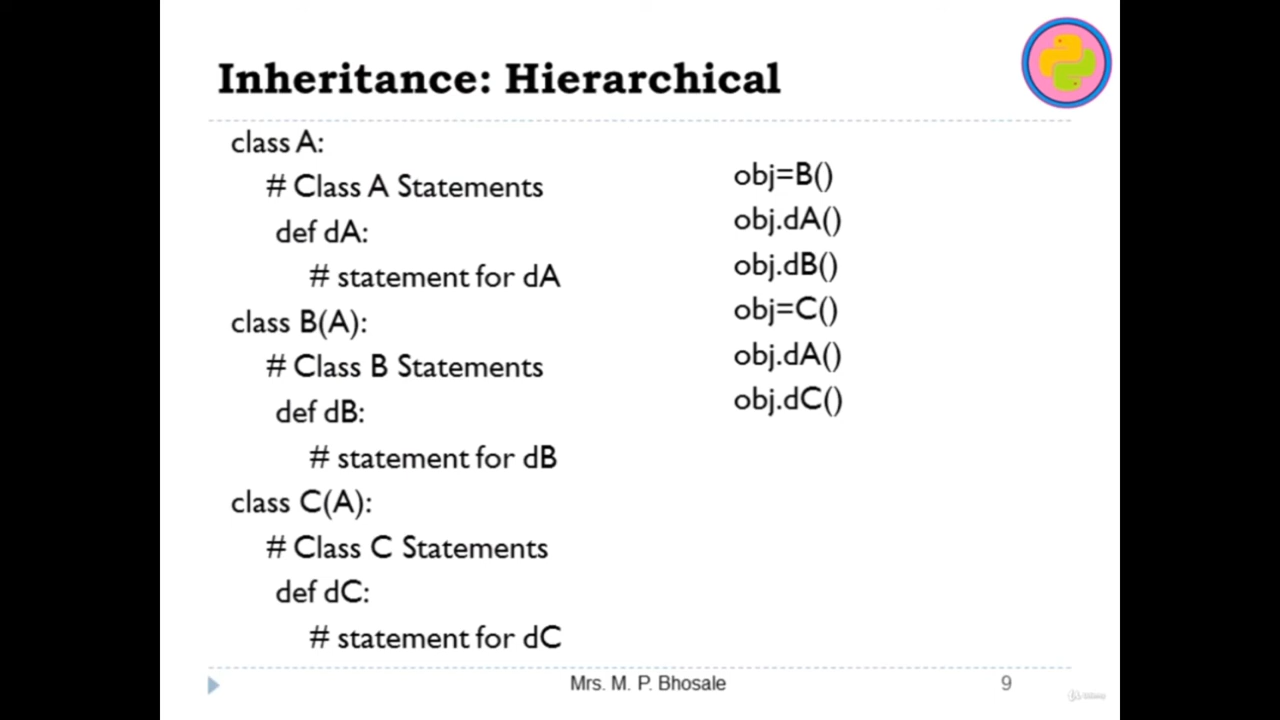 Inheritance: Hierarchical
class A:
# Class A Statements
def dA:
# statement for dA
class B(A):
# Class B Statements
def dB:
# statement for dB
class C(A):
# Class C Statements
def dC:
# statement for dC
obj=B()
obj.dA()
obj.dB()
obj=C()
obj.dA()
obj.dC()
Mrs. M. P. Bhosale
9